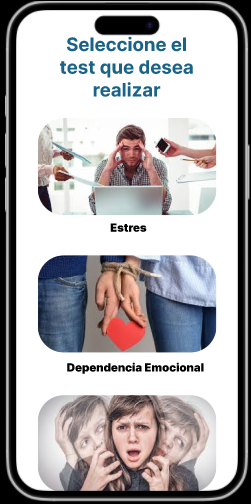 Seleccione el
test que desea
realizar
Estres
Dependencia Emocional